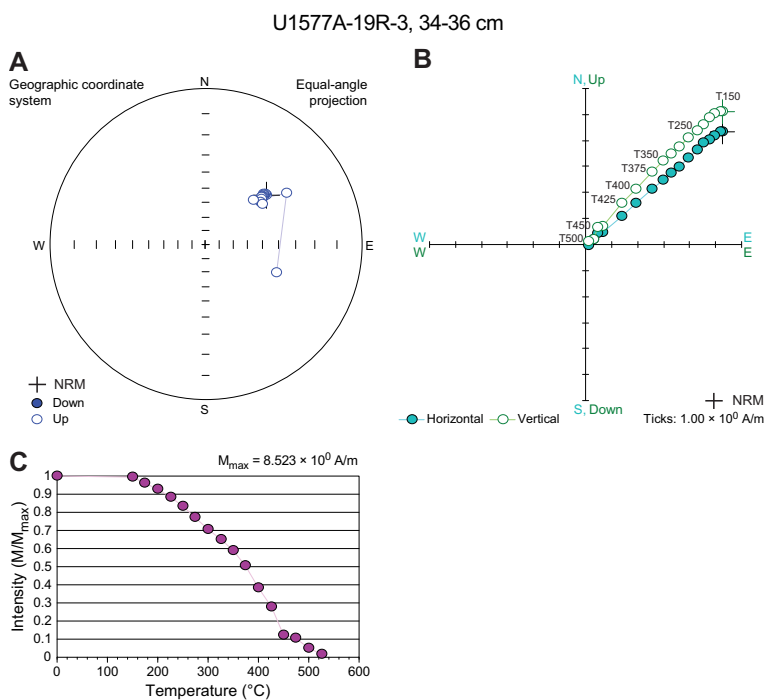 U1577A-19R-3, 34-36 cm
A
Geographic coordinate
system
Equal-angle
projection
N
W
E
S
NRM
Down
Up
B
N, Up
T150
T250
T350
T375
T400
T425
T450
T500
W
W
E
E
S, Down
NRM
Horizontal
Vertical
Ticks: 1.00 × 10⁰ A/m
C
Mmax = 8.523 × 10⁰ A/m
Intensity (M/Mmax)
1
0.9
0.8
0.7
0.6
0.5
0.4
0.3
0.2
0.1
0
0 100 200 300 400 500 600
Temperature (°C)